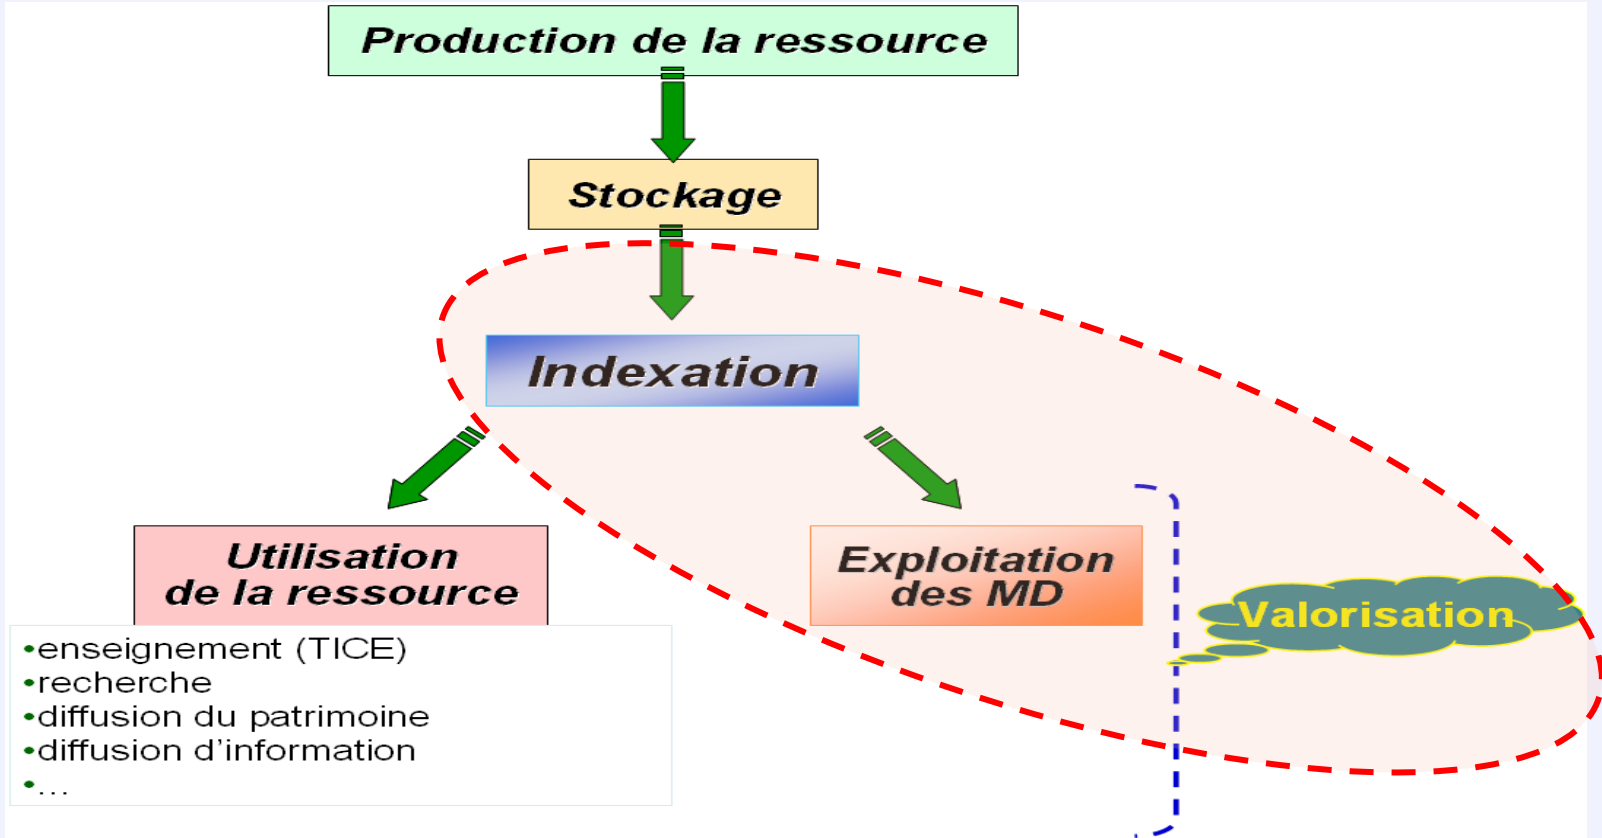 Production de la ressource
Stockage
Indexation
Utilisation
de la ressource
•enseignement (TICE)
•recherche
•diffusion du patrimoine
•diffusion d’information
•...
Exploitation
des MD
Valorisation